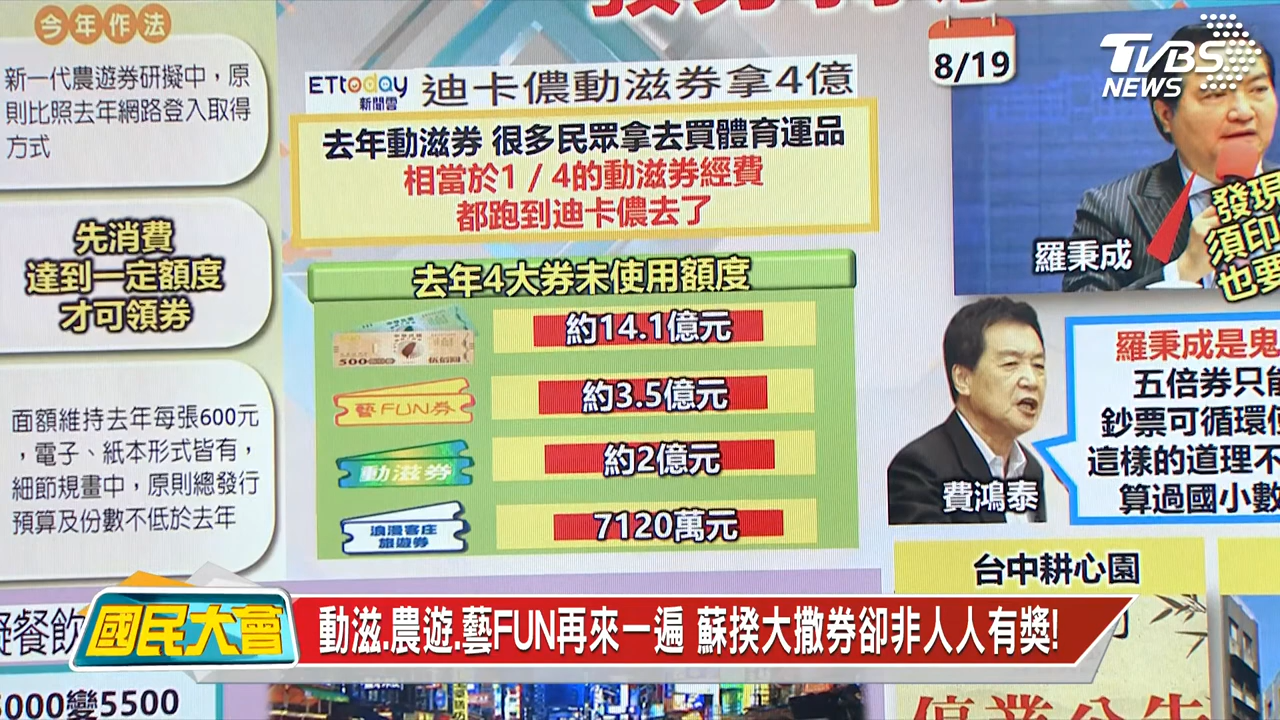 今年作法
新一代農遊券研擬中，原
則比照去年網路登入取得
方式
先消費
達到一定額度
才可領券
面額維持去年每張600元
，電子、紙本形式皆有，
細節規畫中，原則總發行
預算及份數不低於去年
ETtoday
新聞雲
迪卡儂動滋券拿4億
去年動滋券 很多民眾拿去買體育運品
相當於1/4的動滋券經費
都跑到迪卡儂去了
去年4大券未使用額度
500
約14.1億元
藝FUN券
約3.5億元
動滋券
約2億元
浪漫客庄
旅遊券
7120萬元
8/19
TVBS
NEWS
羅秉成
發現
須印
也要
費鴻泰
羅秉成是鬼
五倍券只能
鈔票可循環使
這樣的道理不
算過國小數
台中耕心園
停業公告
餐飲
000變5500
國民大會
動滋.農遊.藝FUN再來一遍 蘇揆大撒券卻非人人有獎!